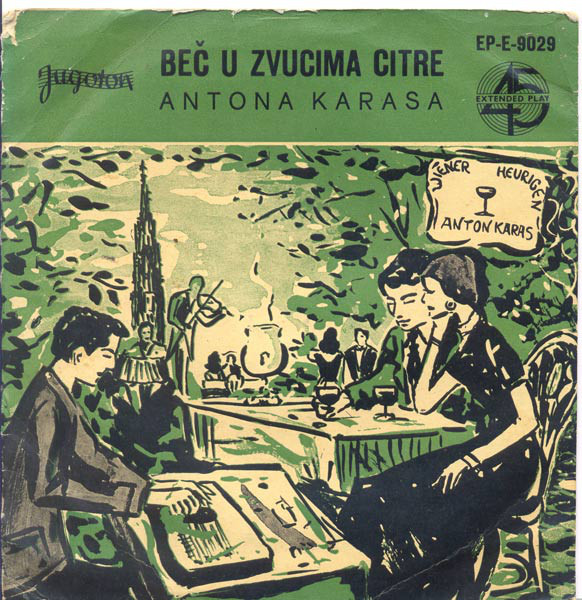 Jugoton
BEČ U ZVUCIMA CITRE
ANTONA KARASA
EP-E-9029
45
EXTENDED PLAY
WIENER HEURIGEN
ANTON KARAS